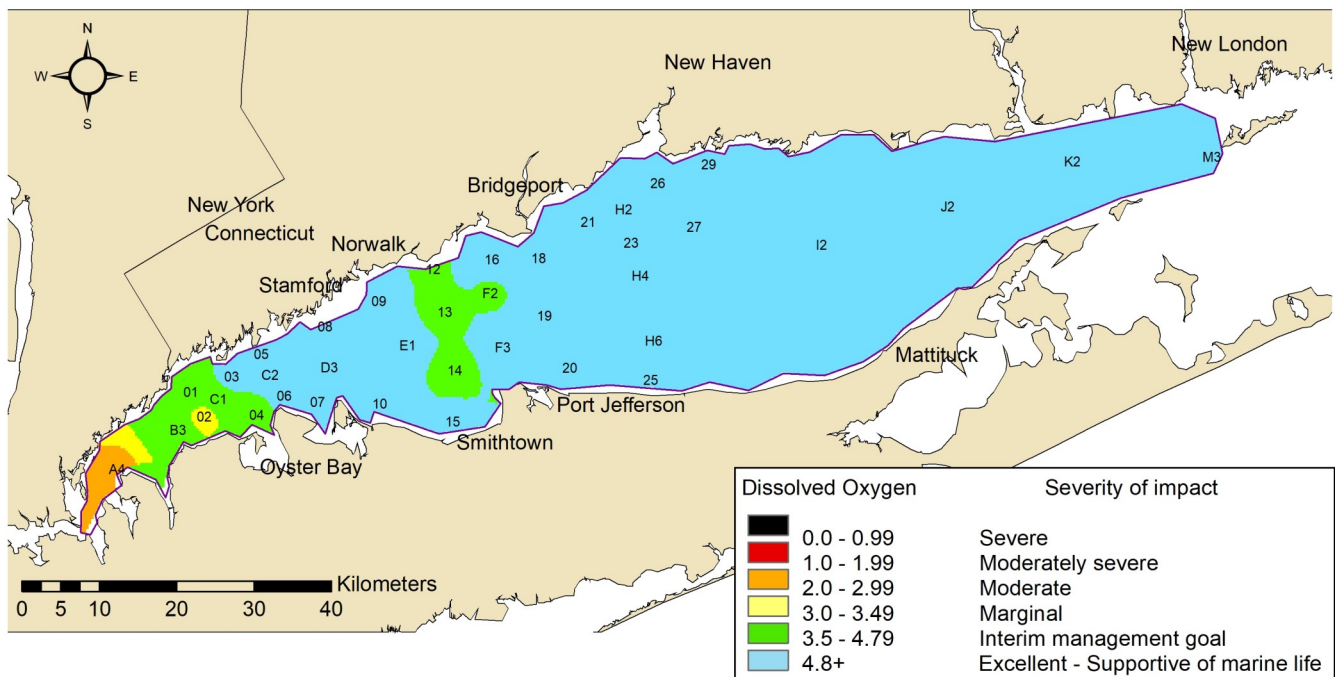 N
W E
S
New London
New Haven
29
K2
M3
26
Bridgeport
H2
J2
New York
21
27
Connecticut
Norwalk
23
I2
16
18
12
H4
Stamford
F2
09
13
19
08
H6
E1
F3
05
Mattituck
D3
20
14
03
C2
25
01
C1
06
07
10
Port Jefferson
02
04
15
B3
Smithtown
Oyster Bay
A4
Kilometers
0 5 10 20 30 40
Dissolved Oxygen Severity of impact
0.0 - 0.99 Severe
1.0 - 1.99 Moderately severe
2.0 - 2.99 Moderate
3.0 - 3.49 Marginal
3.5 - 4.79 Interim management goal
4.8+ Excellent - Supportive of marine life